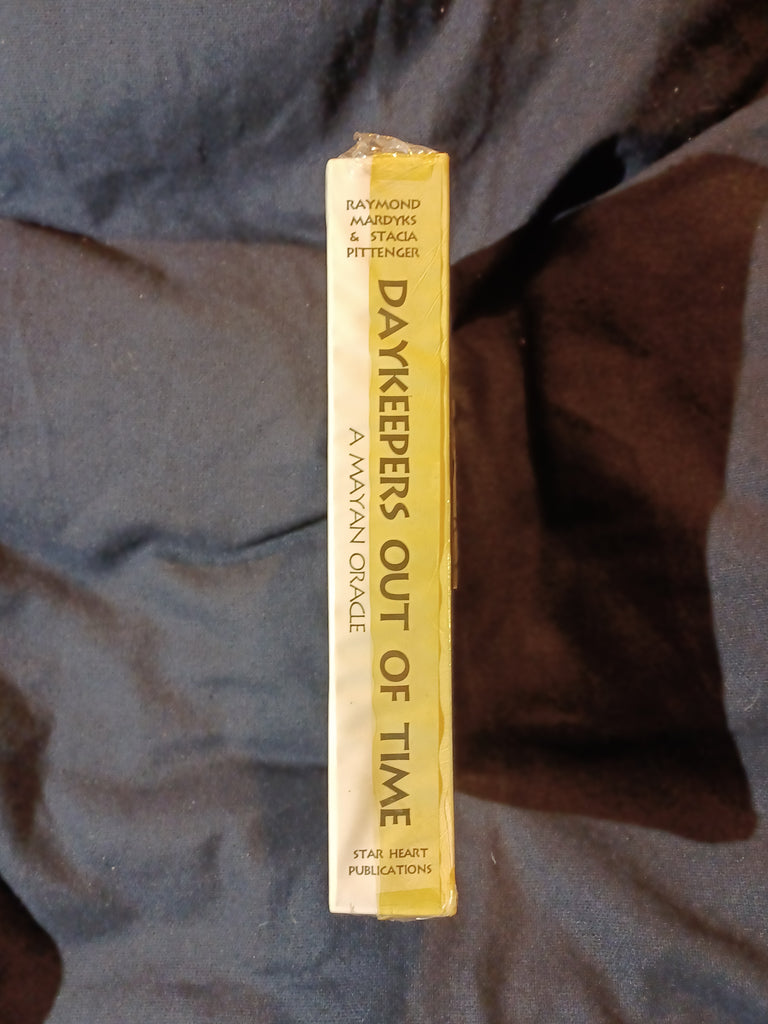 RAYMOND
MARDYKS
& STACIA
PITTENGER
DAYKEEPERS OUT OF TIME
A MAYAN ORACLE
STAR HEART
PUBLICATIONS